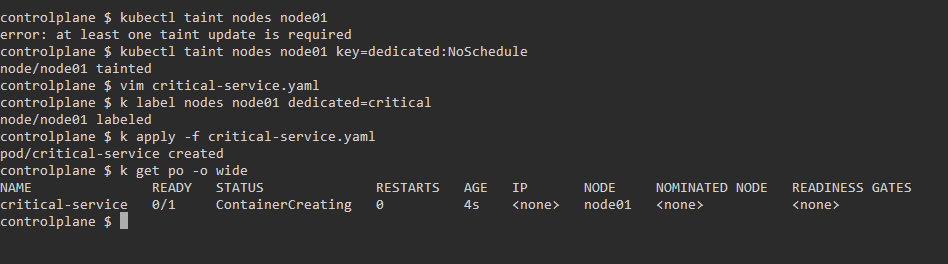 controlplane $ kubectl taint nodes node01
error: at least one taint update is required
controlplane $ kubectl taint nodes node01 key=dedicated:NoSchedule
node/node01 tainted
controlplane $ vim critical-service.yaml
controlplane $ k label nodes node01 dedicated=critical
node/node01 labeled
controlplane $ k apply -f critical-service.yaml
pod/critical-service created
controlplane $ k get po -o wide
NAME               READY   STATUS              RESTARTS   AGE   IP       NODE     NOMINATED NODE   READINESS GATES
critical-service   0/1     ContainerCreating   0          4s    <none>   node01   <none>           <none>
controlplane $